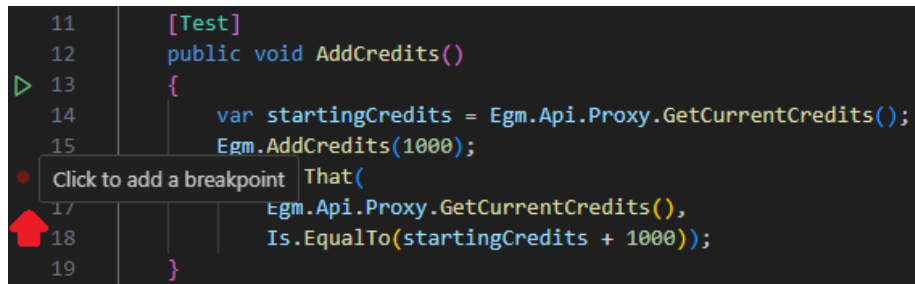 11 [Test]
12 public void AddCredits()
13 {
14 var startingCredits = Egm.Api.Proxy.GetCurrentCredits();
15 Egm.AddCredits(1000);
Click to add a breakpoint That(
17 Egm.Api.Proxy.GetCurrentCredits(),
18 Is.EqualTo(startingCredits + 1000));
19 }